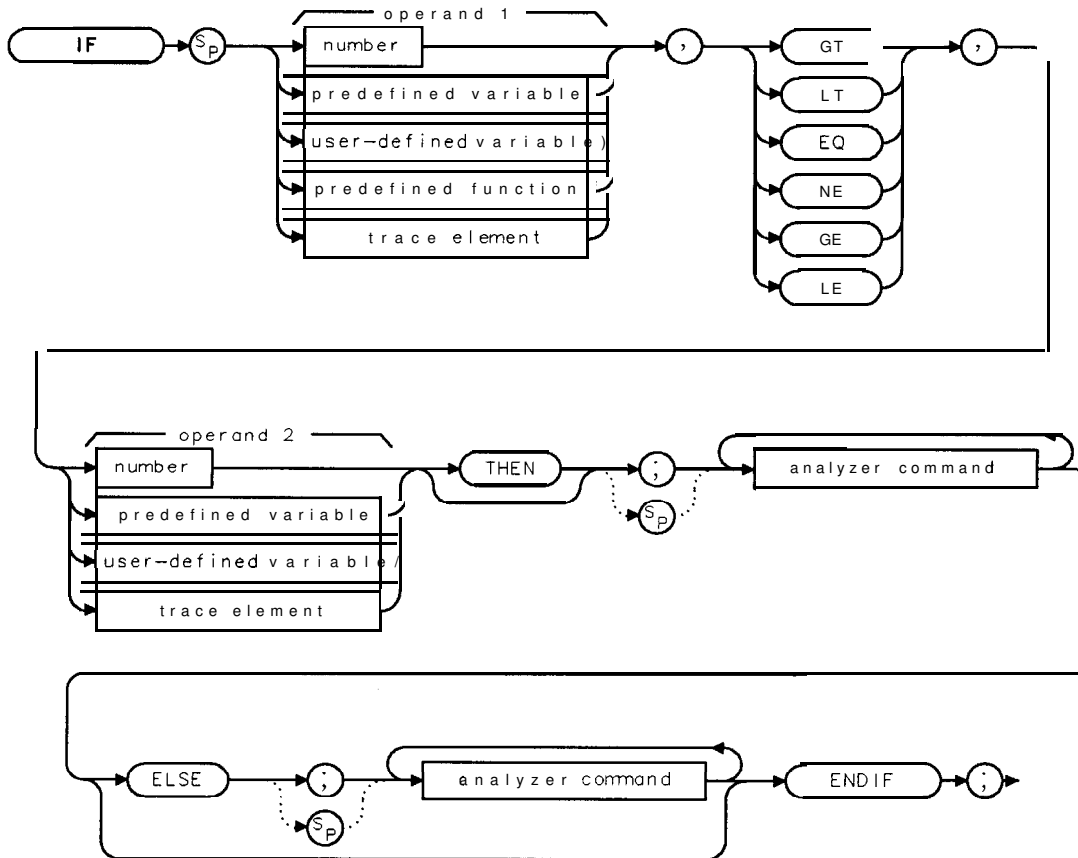 operand 1
IF SP number , GT ,
predefined variable LT
user-defined variable) EQ
predefined function NE
trace element GE
LE
operand 2
number THEN ; analyzer command
predefined variable SP
user-defined variable/
trace element
ELSE ; analyzer command ENDIF ;
SP